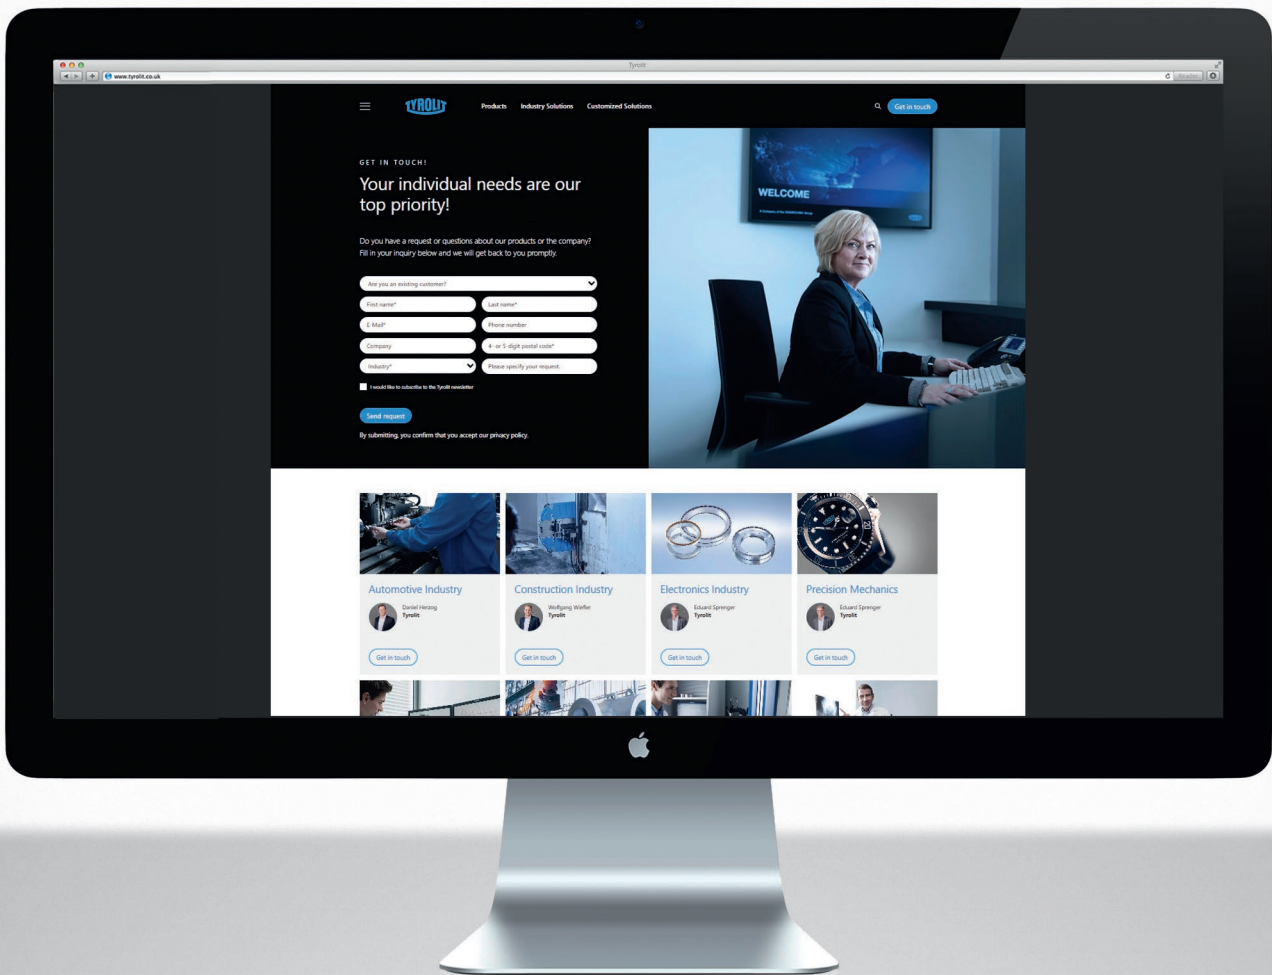 Tyrolit
www.tyrolit.co.uk
Reader
TYROLIT
Products Industry Solutions Customized Solutions
Get in touch
GET IN TOUCH!
Your individual needs are our
top priority!
Do you have a request or questions about our products or the company?
Fill in your inquiry below and we will get back to you promptly.
Are you an existing customer?
First name* Last name*
E-Mail* Phone number
Company 4- or 5-digit postal code*
Industry* Please specify your request.
I would like to subscribe to the Tyrolit newsletter
Send request
By submitting, you confirm that you accept our privacy policy.
WELCOME
Automotive Industry
Daniel Herzog
Tyrolit
Get in touch
Construction Industry
Wolfgang Wiefler
Tyrolit
Get in touch
Electronics Industry
Eduard Sprenger
Tyrolit
Get in touch
Precision Mechanics
Eduard Sprenger
Tyrolit
Get in touch